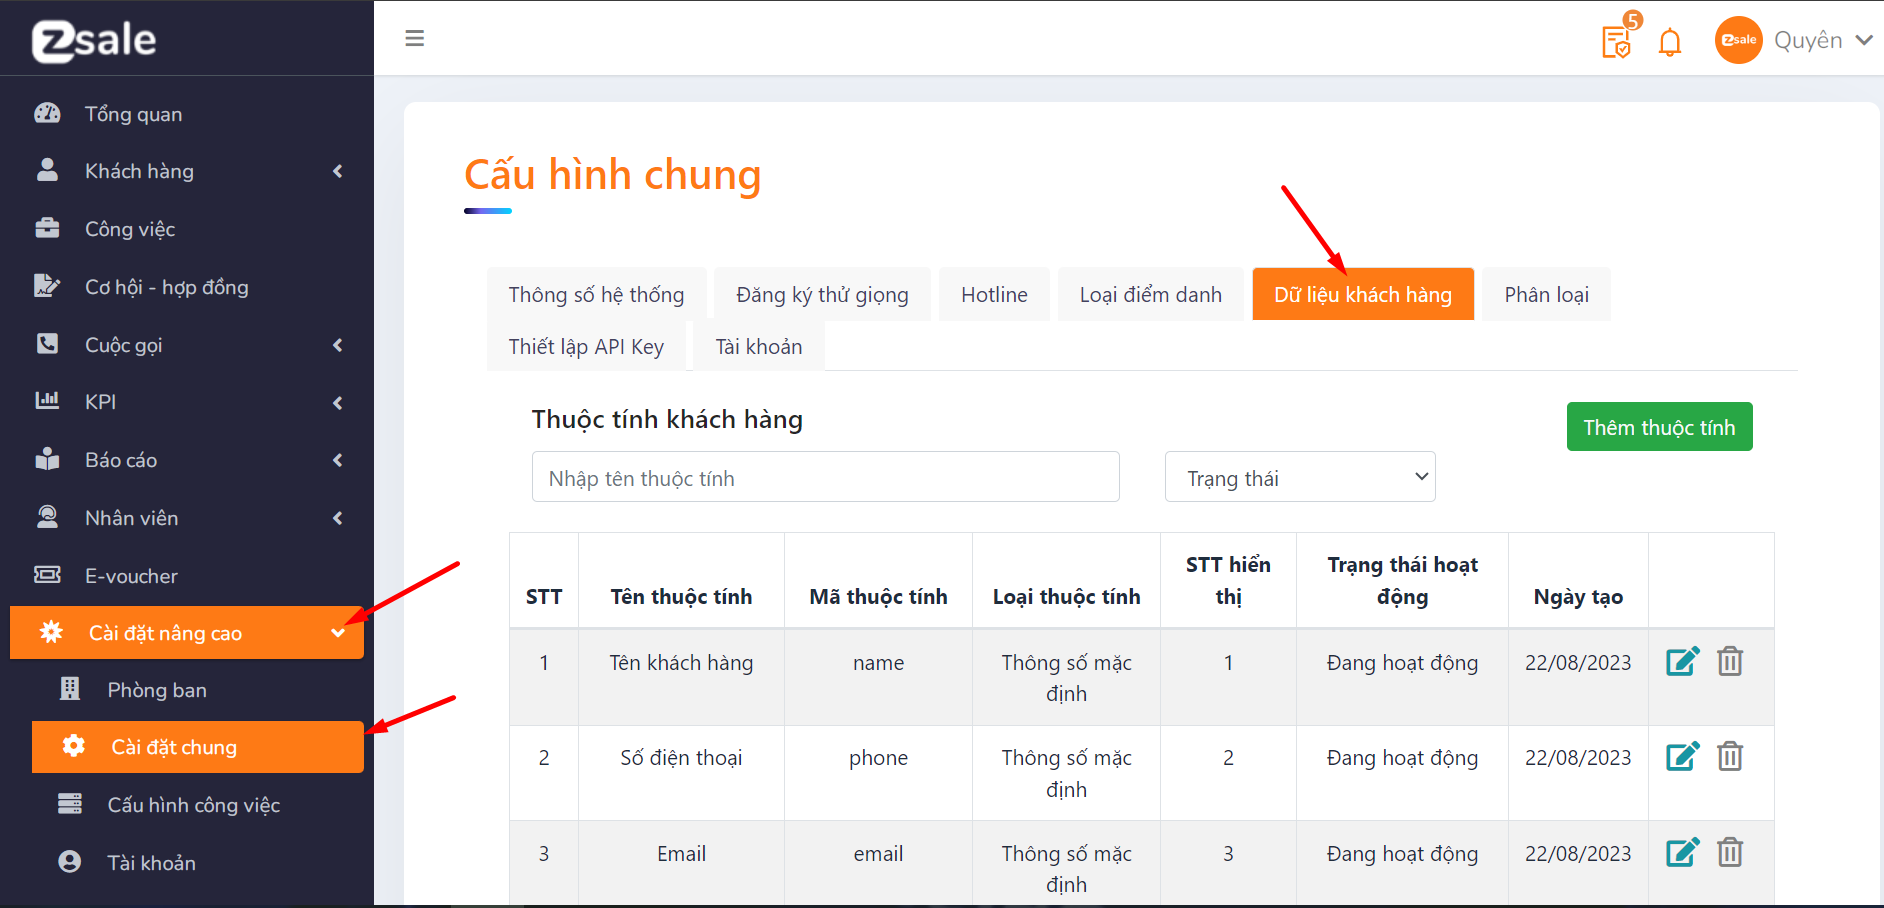 zsale
5
zsale
Quyên
Tổng quan
Khách hàng
Công việc
Cơ hội - hợp đồng
Cuộc gọi
KPI
Báo cáo
Nhân viên
E-voucher
Cài đặt nâng cao
Phòng ban
Cài đặt chung
Cấu hình công việc
Tài khoản
Cấu hình chung
Thông số hệ thống
Đăng ký thử giọng
Hotline
Loại điểm danh
Dữ liệu khách hàng
Phân loại
Thiết lập API Key
Tài khoản
Thuộc tính khách hàng
Thêm thuộc tính
Nhập tên thuộc tính
Trạng thái
STT Tên thuộc tính Mã thuộc tính Loại thuộc tính STT hiển thị Trạng thái hoạt động Ngày tạo
1 Tên khách hàng name Thông số mặc định 1 Đang hoạt động 22/08/2023
2 Số điện thoại phone Thông số mặc định 2 Đang hoạt động 22/08/2023
3 Email email Thông số mặc định 3 Đang hoạt động 22/08/2023